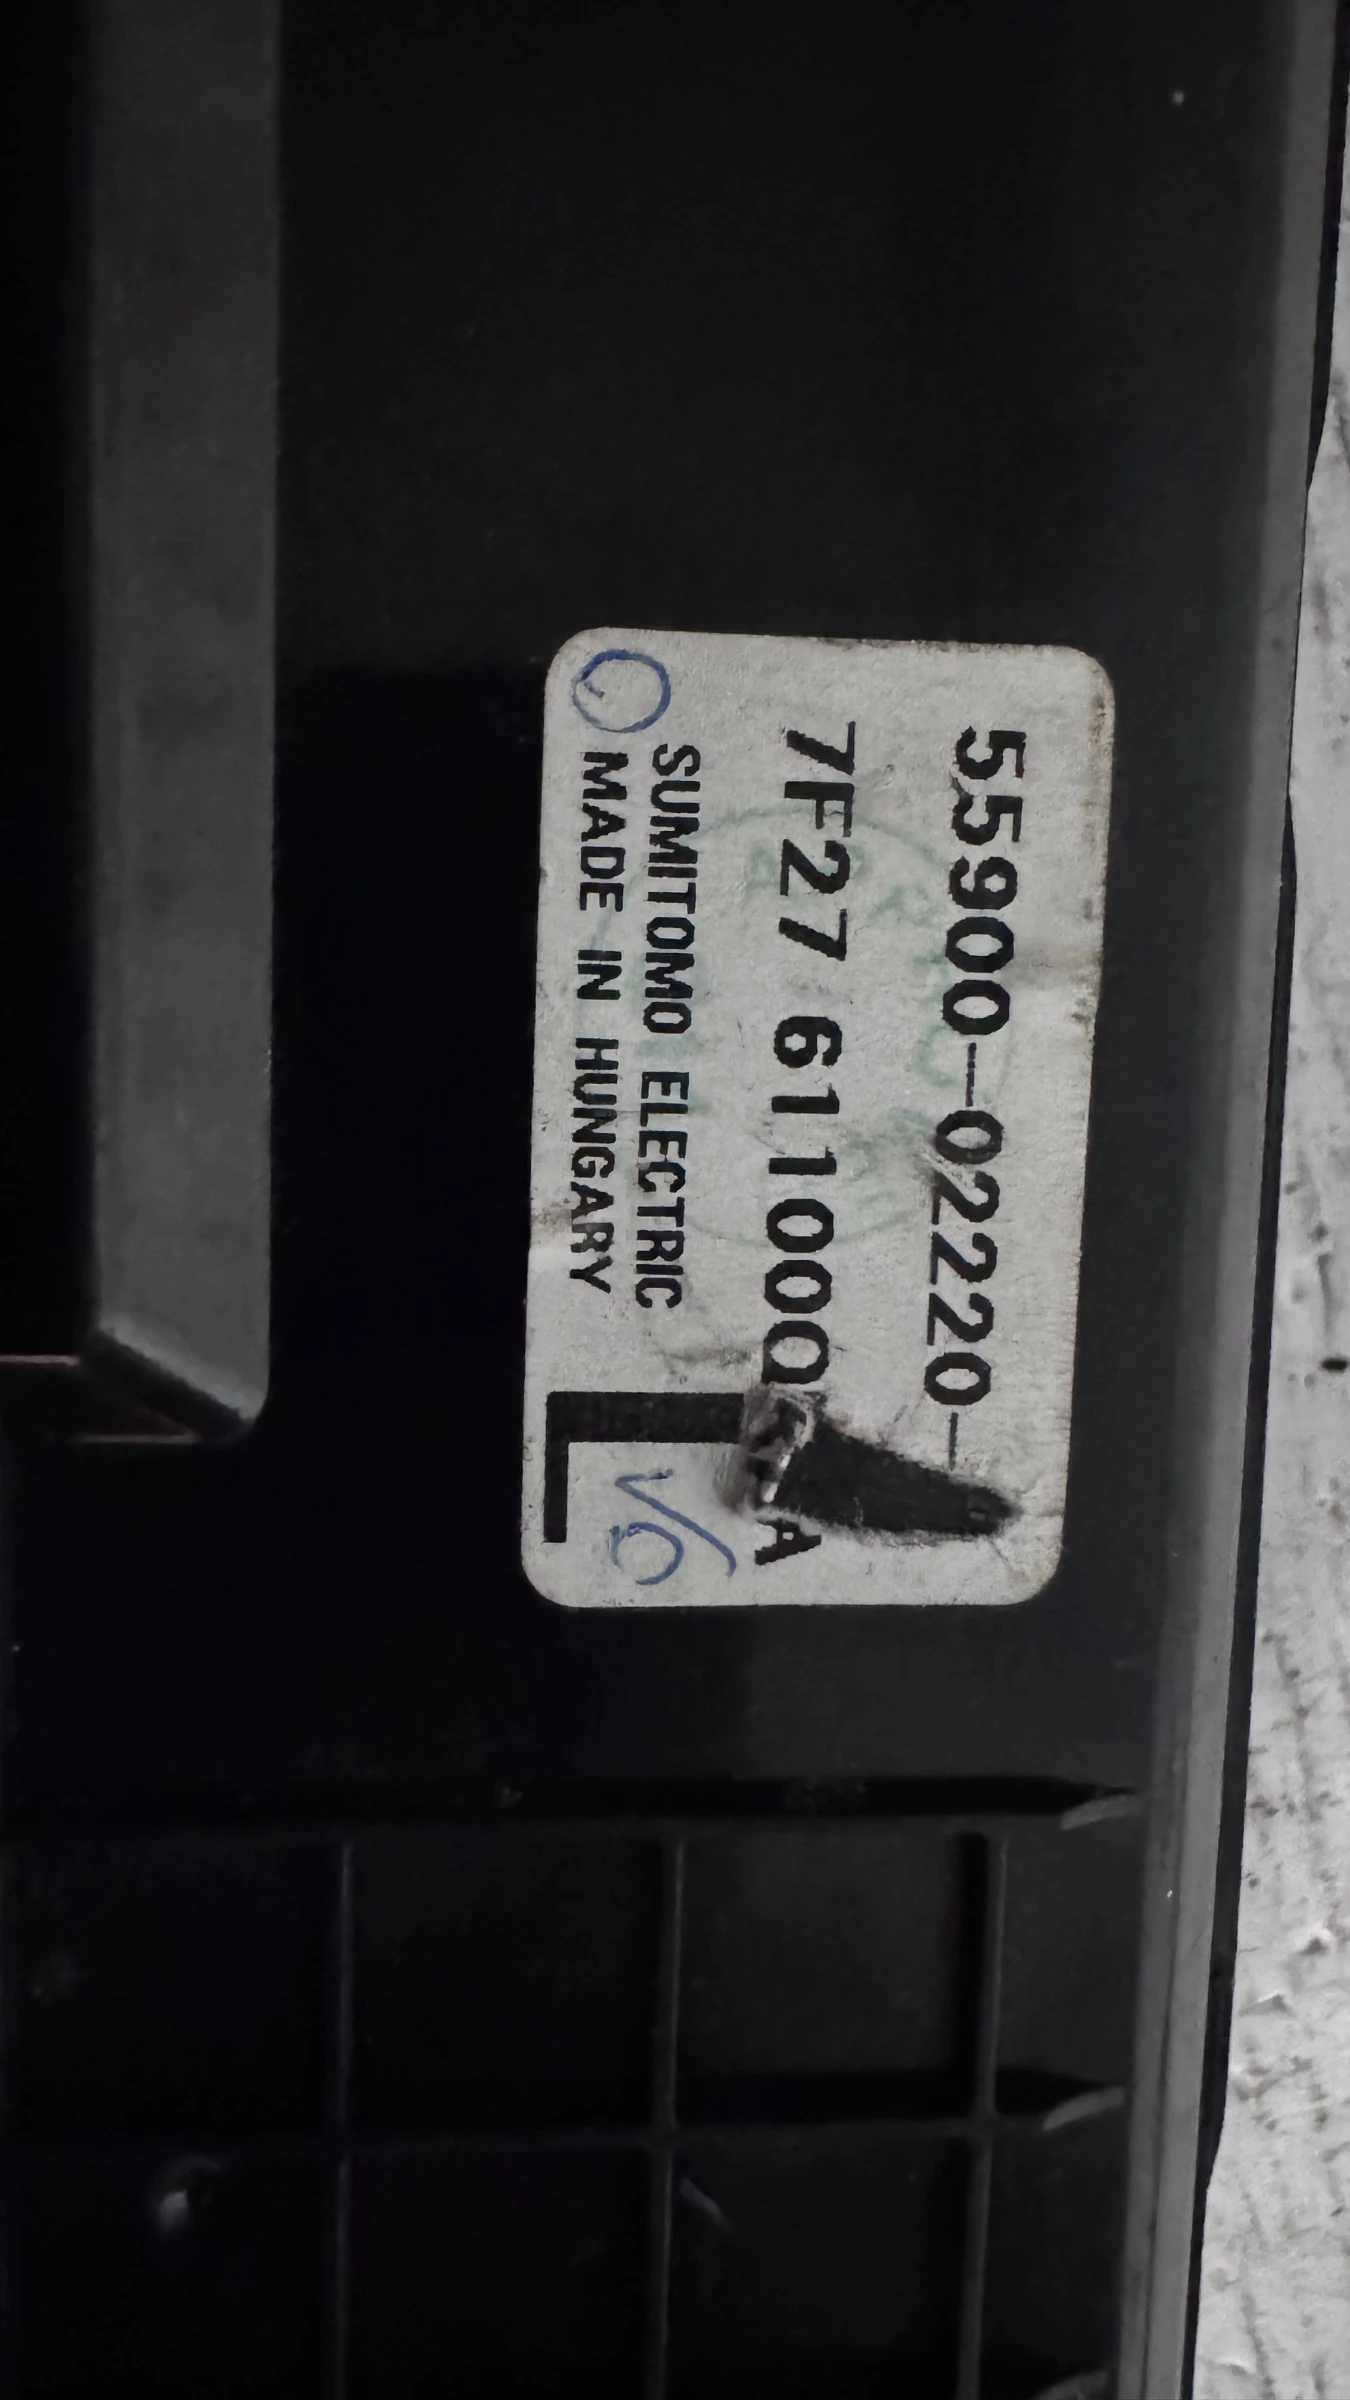 55900-02220-
7F27 611000 A
SUMITOMO ELECTRIC
MADE IN HUNGARY
L